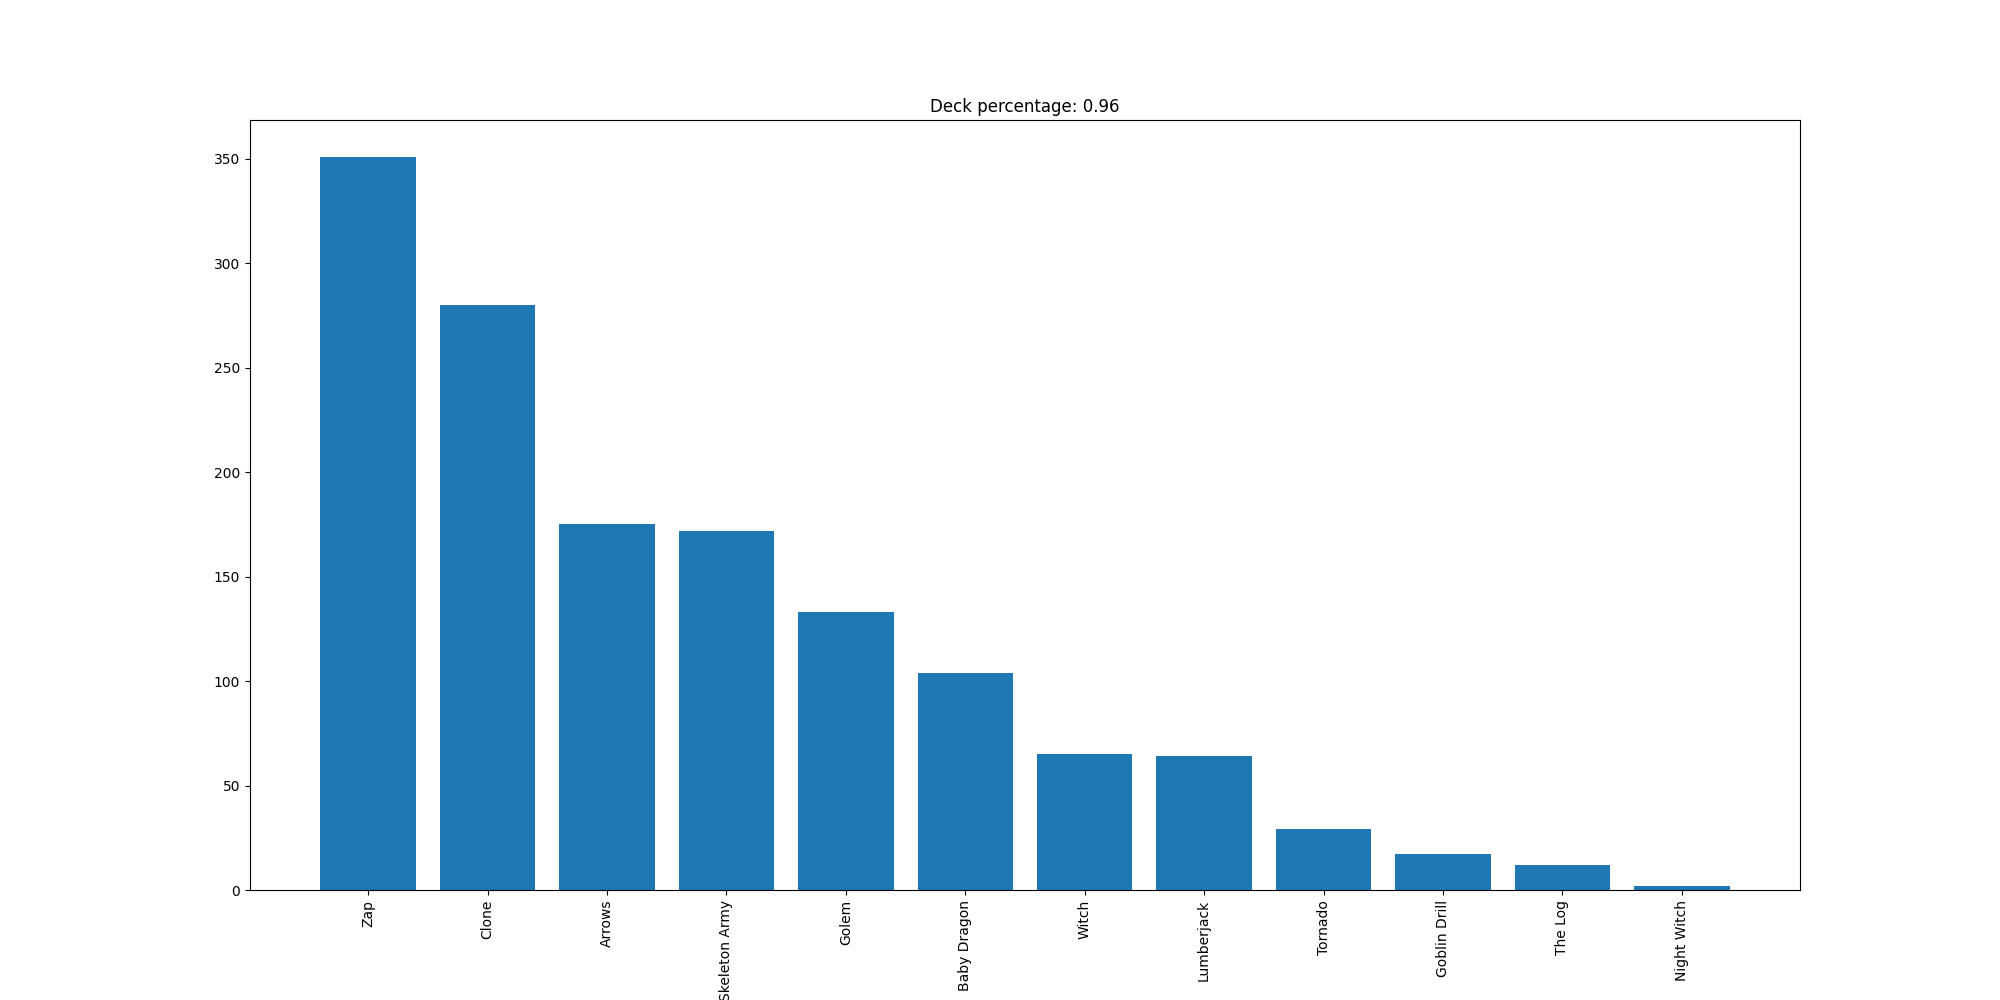 Deck percentage: 0.96
350
300
250
200
150
100
50
0
Zap
Clone
Arrows
Skeleton Army
Golem
Baby Dragon
Witch
Lumberjack
Tornado
Goblin Drill
The Log
Night Witch